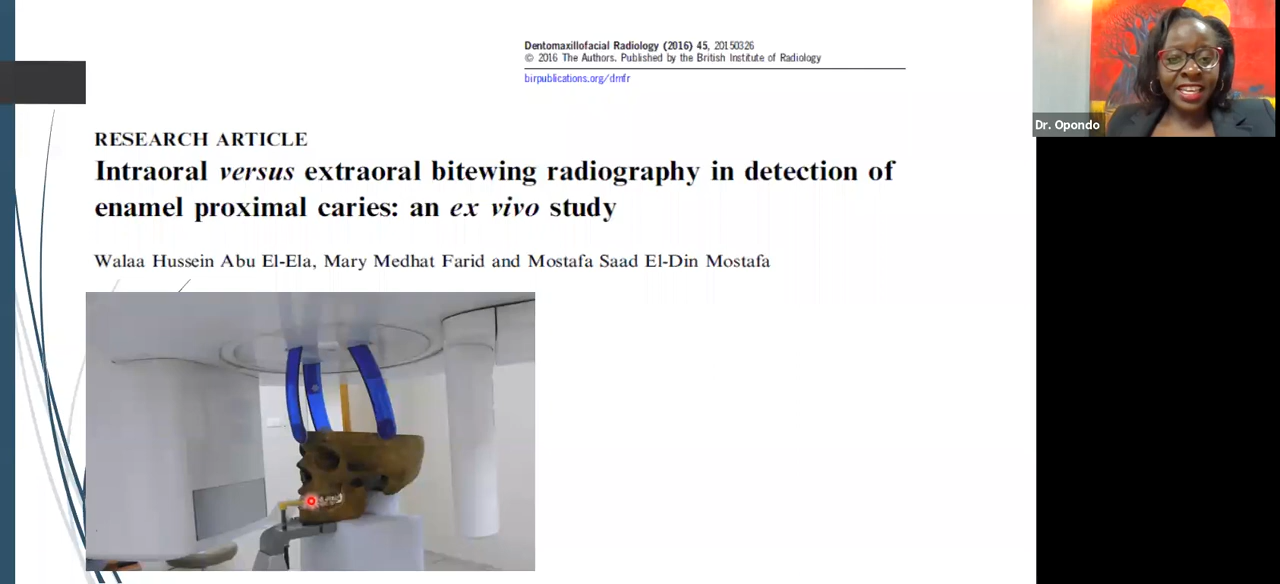 Dentomaxillofacial Radiology (2016) 45, 20150326
© 2016 The Authors. Published by the British Institute of Radiology
birpublications.org/dmfr
RESEARCH ARTICLE
Intraoral versus extraoral bitewing radiography in detection of
enamel proximal caries: an ex vivo study
Walaa Hussein Abu El-Ela, Mary Medhat Farid and Mostafa Saad El-Din Mostafa
Dr. Opondo